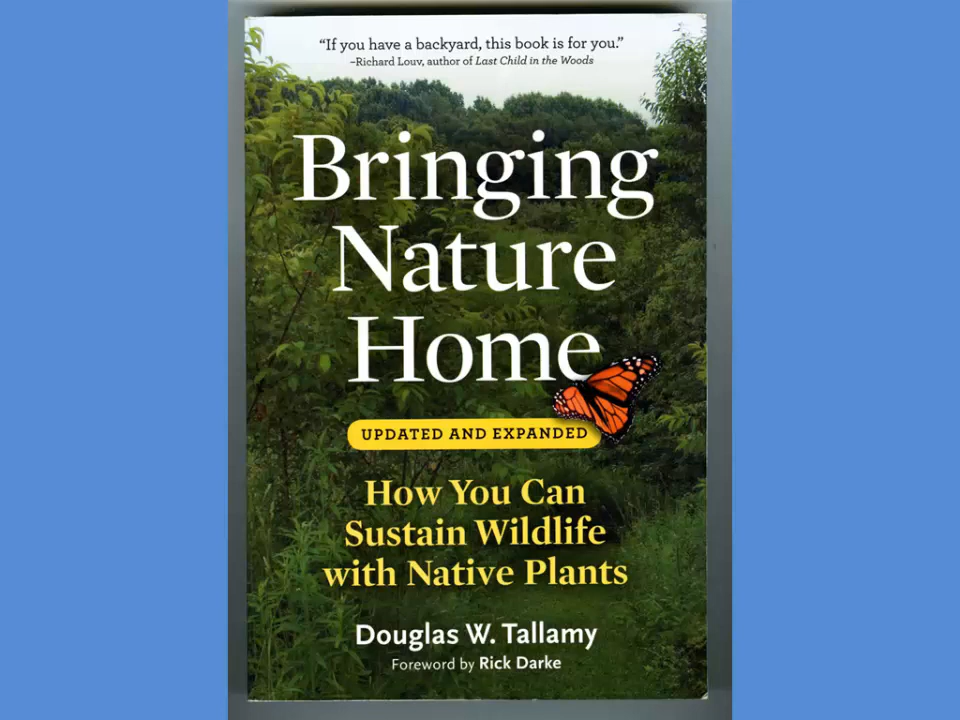 “If you have a backyard, this book is for you.”
–Richard Louv, author of Last Child in the Woods
Bringing
Nature
Home
UPDATED AND EXPANDED
How You Can
Sustain Wildlife
with Native Plants
Douglas W. Tallamy
Foreword by Rick Darke